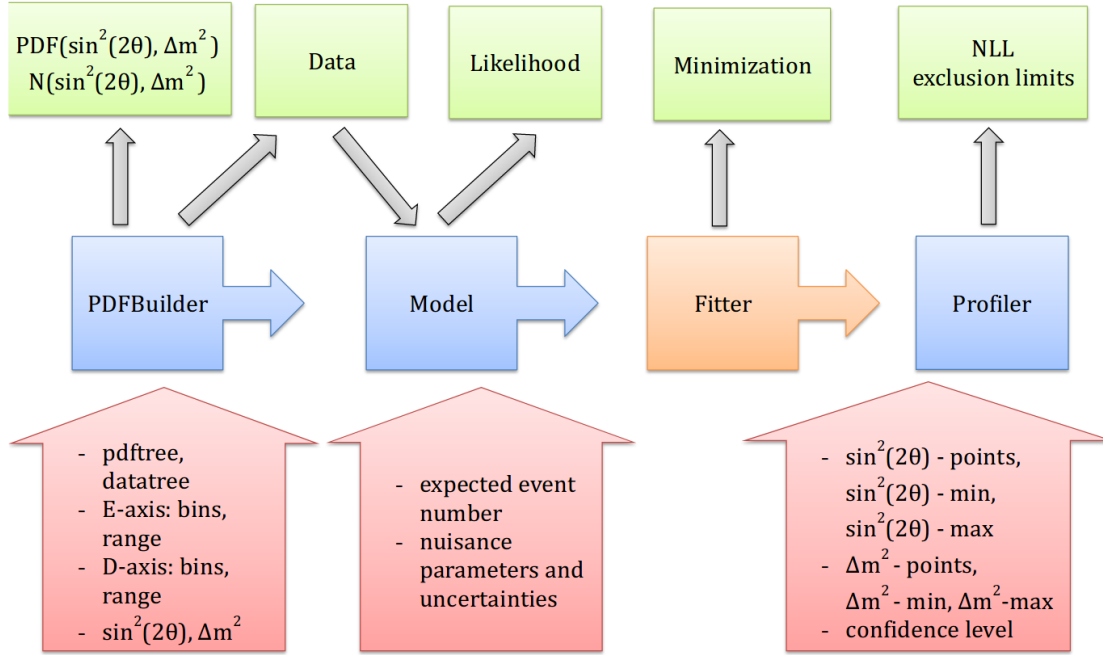 PDF(sin²(2θ), Δm²)
N(sin²(2θ), Δm²)
Data
Likelihood
Minimization
NLL
exclusion limits
PDFBuilder
Model
Fitter
Profiler
- pdftree,
datatree
- E-axis: bins,
range
- D-axis: bins,
range
- sin²(2θ), Δm²
- expected event
number
- nuisance
parameters and
uncertainties
- sin²(2θ) - points,
sin²(2θ) - min,
sin²(2θ) - max
- Δm² - points,
Δm² - min, Δm²-max
- confidence level